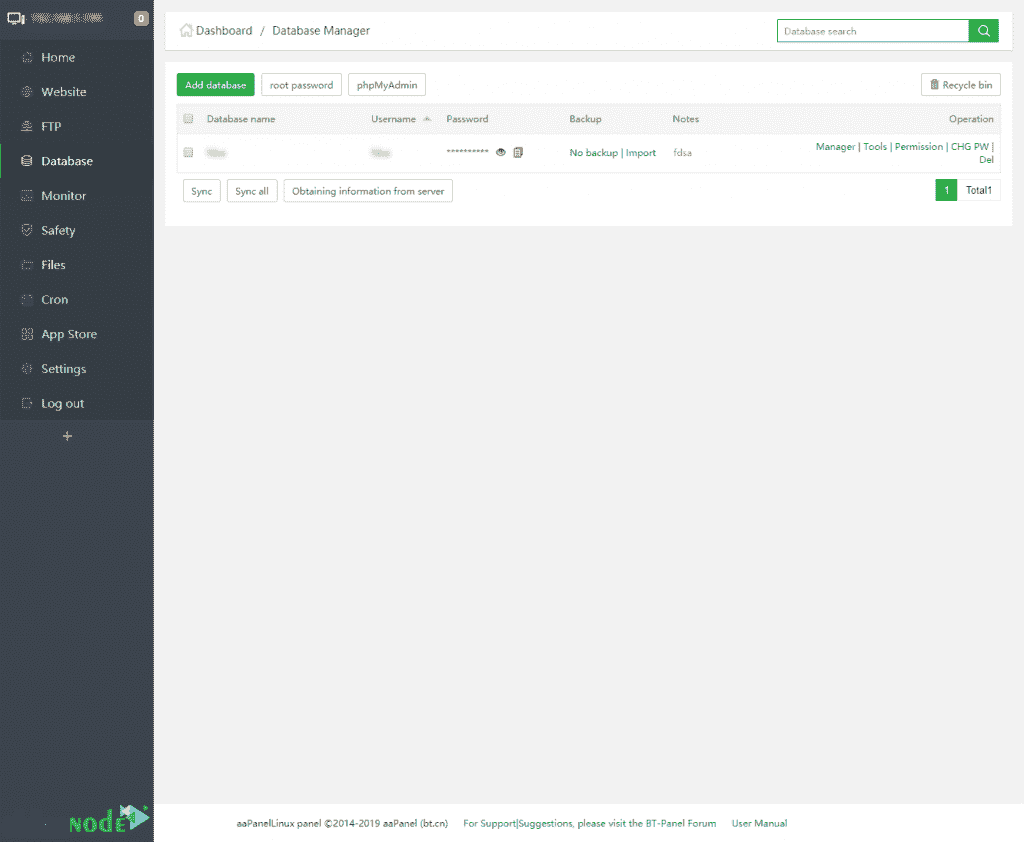 0
Home
Website
FTP
Database
Monitor
Safety
Files
Cron
App Store
Settings
Log out
+
Dashboard / Database Manager
Database search
Add database root password phpMyAdmin Recycle bin
Database name Username Password Backup Notes Operation
********** No backup | Import fdsa Manager | Tools | Permission | CHG PW |
Del
Sync Sync all Obtaining information from server 1 Total1
NODE
aaPanelLinux panel ©2014-2019 aaPanel (bt.cn) For Support|Suggestions, please visit the BT-Panel Forum User Manual